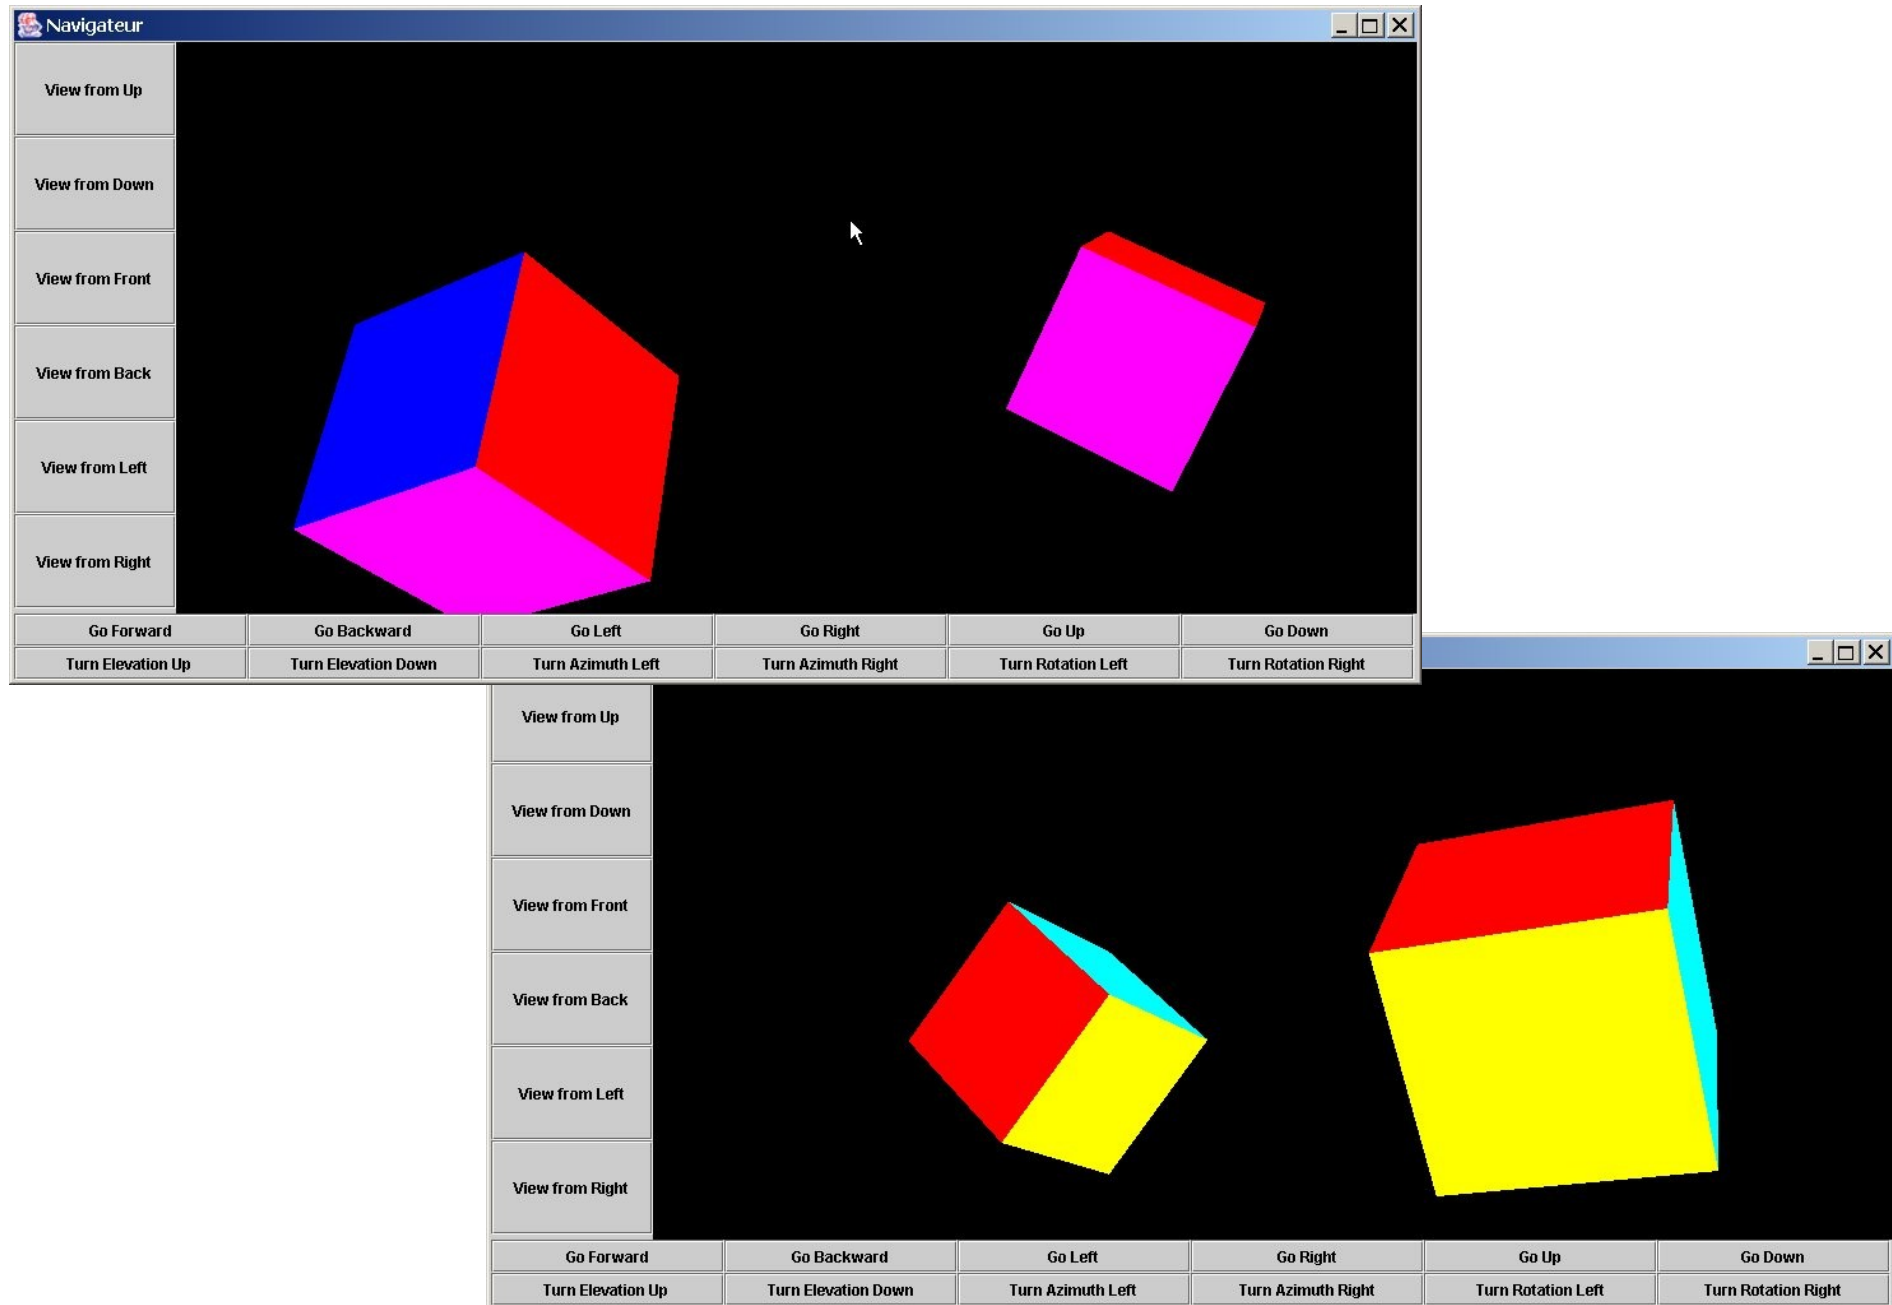 Navigateur
View from Up
View from Down
View from Front
View from Back
View from Left
View from Right
Go Forward Go Backward Go Left Go Right Go Up Go Down
Turn Elevation Up Turn Elevation Down Turn Azimuth Left Turn Azimuth Right Turn Rotation Left Turn Rotation Right
View from Up
View from Down
View from Front
View from Back
View from Left
View from Right
Go Forward Go Backward Go Left Go Right Go Up Go Down
Turn Elevation Up Turn Elevation Down Turn Azimuth Left Turn Azimuth Right Turn Rotation Left Turn Rotation Right